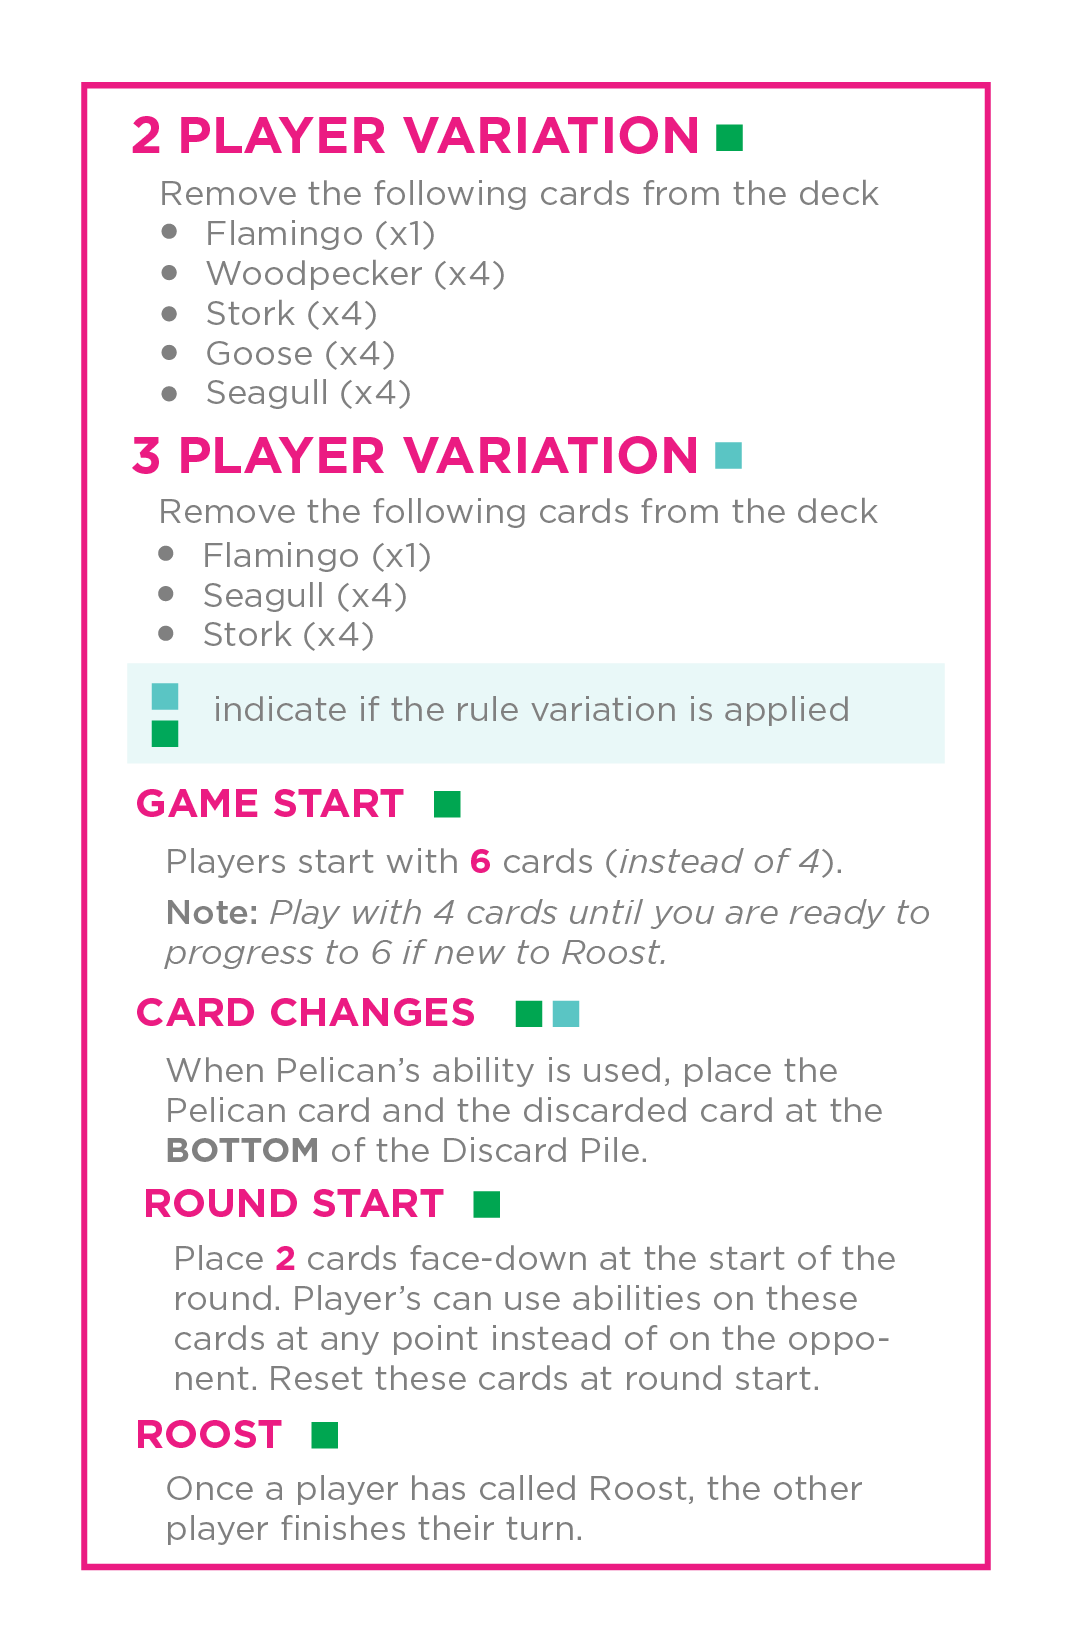 2 PLAYER VARIATION
Remove the following cards from the deck
• Flamingo (x1)
• Woodpecker (x4)
• Stork (x4)
• Goose (x4)
• Seagull (x4)
3 PLAYER VARIATION
Remove the following cards from the deck
• Flamingo (x1)
• Seagull (x4)
• Stork (x4)
indicate if the rule variation is applied
GAME START
Players start with 6 cards (instead of 4).
Note: Play with 4 cards until you are ready to
progress to 6 if new to Roost.
CARD CHANGES
When Pelican’s ability is used, place the
Pelican card and the discarded card at the
BOTTOM of the Discard Pile.
ROUND START
Place 2 cards face-down at the start of the
round. Player’s can use abilities on these
cards at any point instead of on the oppo-
nent. Reset these cards at round start.
ROOST
Once a player has called Roost, the other
player finishes their turn.